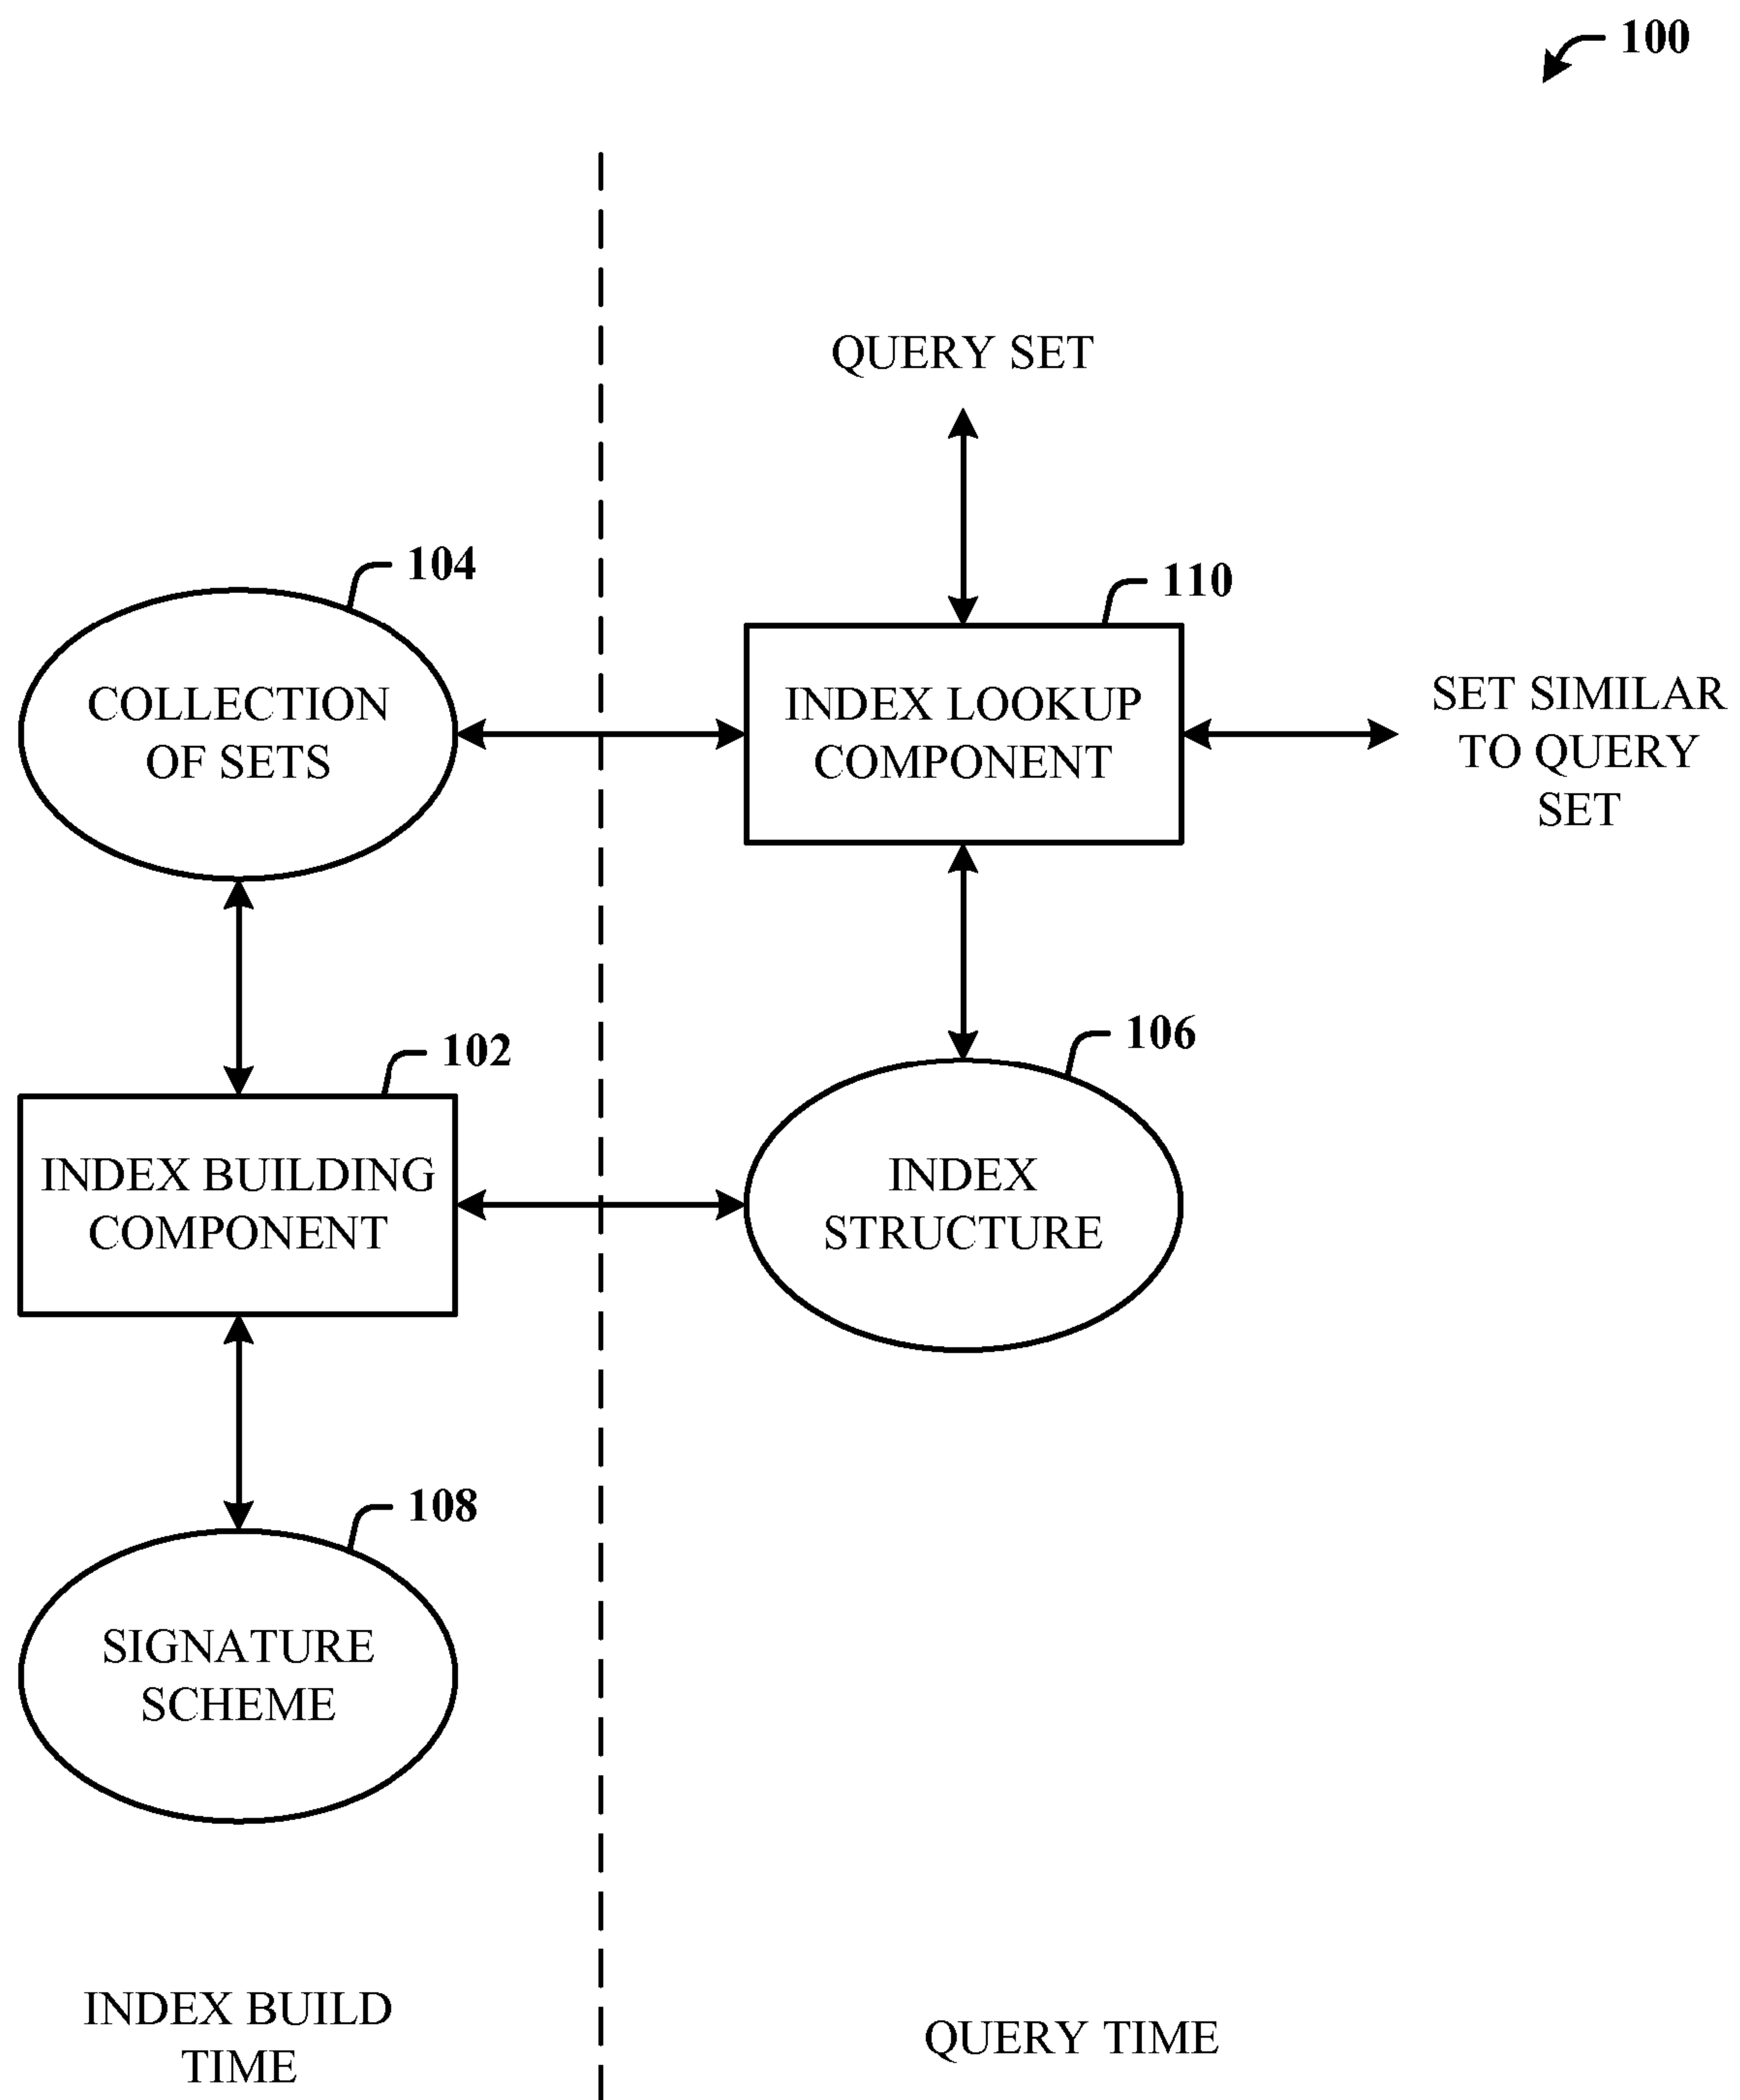 100
QUERY SET
104
COLLECTION
OF SETS
110
INDEX LOOKUP
COMPONENT
SET SIMILAR
TO QUERY
SET
102
INDEX BUILDING
COMPONENT
106
INDEX
STRUCTURE
108
SIGNATURE
SCHEME
INDEX BUILD
TIME
QUERY TIME